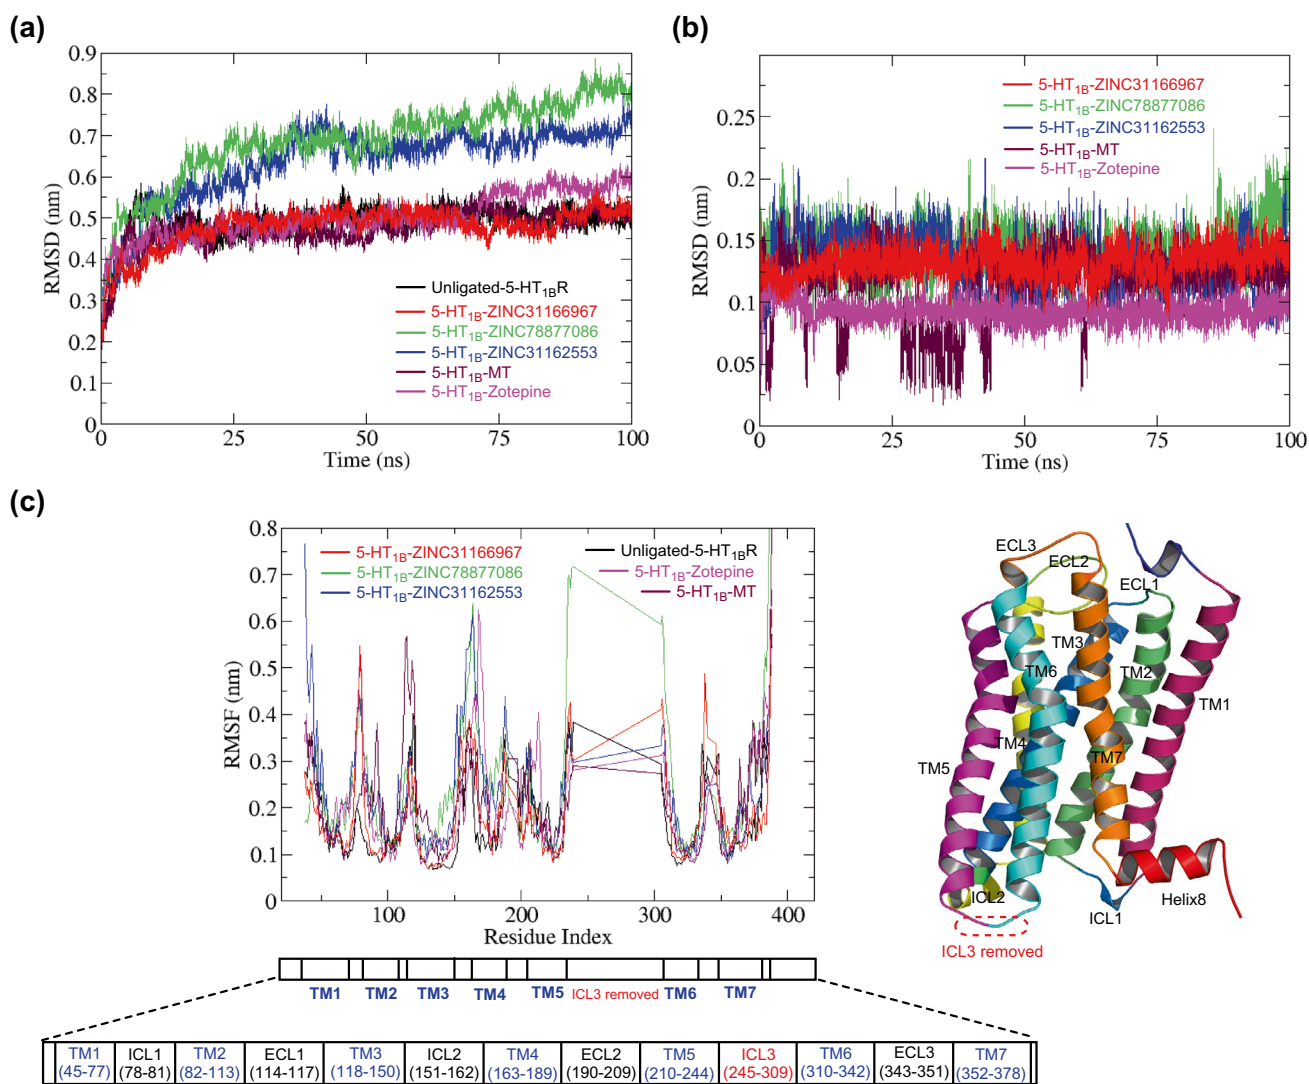 (a)
0.9
0.8
0.7
0.6
0.5
0.4
0.3
0.2
0.1
0
RMSD (nm)
0 25 50 75 100
Time (ns)
Unligated-5-HT1BR
5-HT1B-ZINC31166967
5-HT1B-ZINC78877086
5-HT1B-ZINC31162553
5-HT1B-MT
5-HT1B-Zotepine
(b)
0.25
0.2
0.15
0.1
0.05
0
RMSD (nm)
0 25 50 75 100
Time (ns)
5-HT1B-ZINC31166967
5-HT1B-ZINC78877086
5-HT1B-ZINC31162553
5-HT1B-MT
5-HT1B-Zotepine
(c)
0.8
0.7
0.6
0.5
0.4
0.3
0.2
0.1
0
RMSF (nm)
100 200 300 400
Residue Index
5-HT1B-ZINC31166967
5-HT1B-ZINC78877086
5-HT1B-ZINC31162553
Unligated-5-HT1BR
5-HT1B-Zotepine
5-HT1B-MT
TM1 TM2 TM3 TM4 TM5 ICL3 removed TM6 TM7
TM1 ICL1 TM2 ECL1 TM3 ICL2 TM4 ECL2 TM5 ICL3 TM6 ECL3 TM7
(45-77) (78-81) (82-113) (114-117) (118-150) (151-162) (163-189) (190-209) (210-244) (245-309) (310-342) (343-351) (352-378)
ECL3
ECL2
ECL1
TM3
TM6
TM2
TM1
TM4
TM7
TM5
ICL2
ICL1
Helix8
ICL3 removed